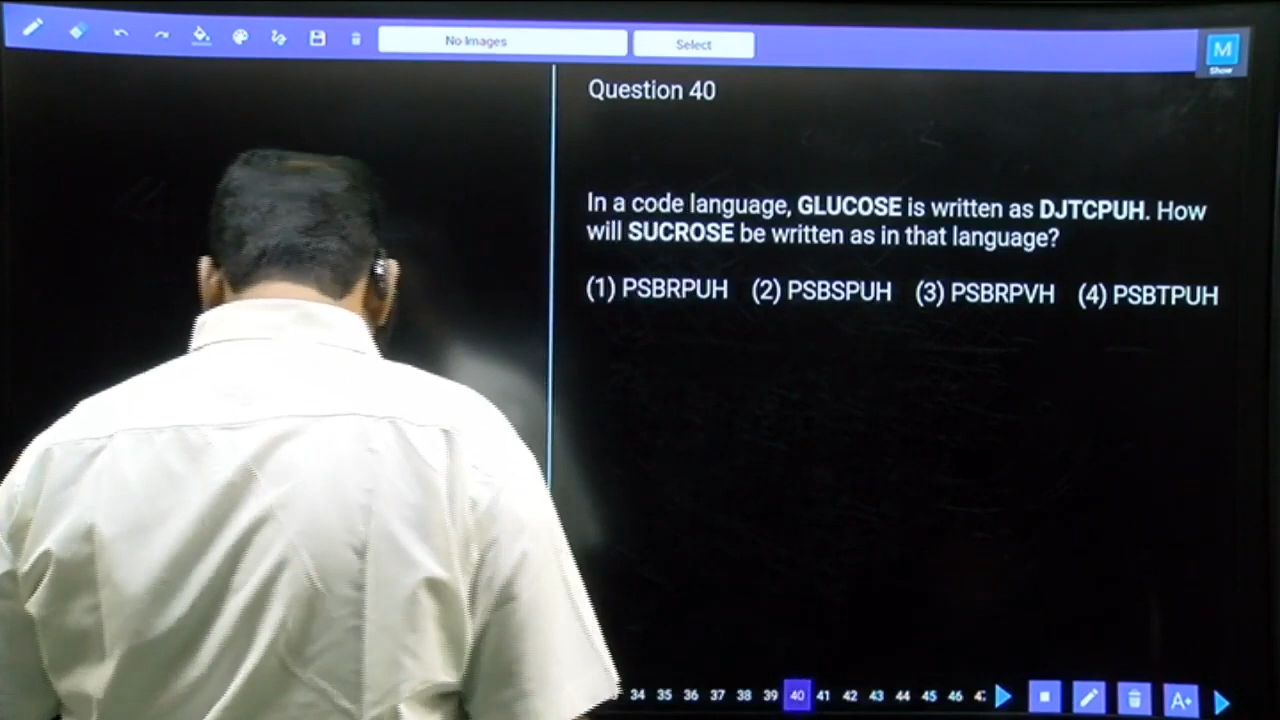 No Images
Select
M
Show
Question 40
In a code language, GLUCOSE is written as DJTCPUH. How
will SUCROSE be written as in that language?
(1) PSBRPUH (2) PSBSPUH (3) PSBRPVH (4) PSBTPUH
34 35 36 37 38 39 40 41 42 43 44 45 46
A+